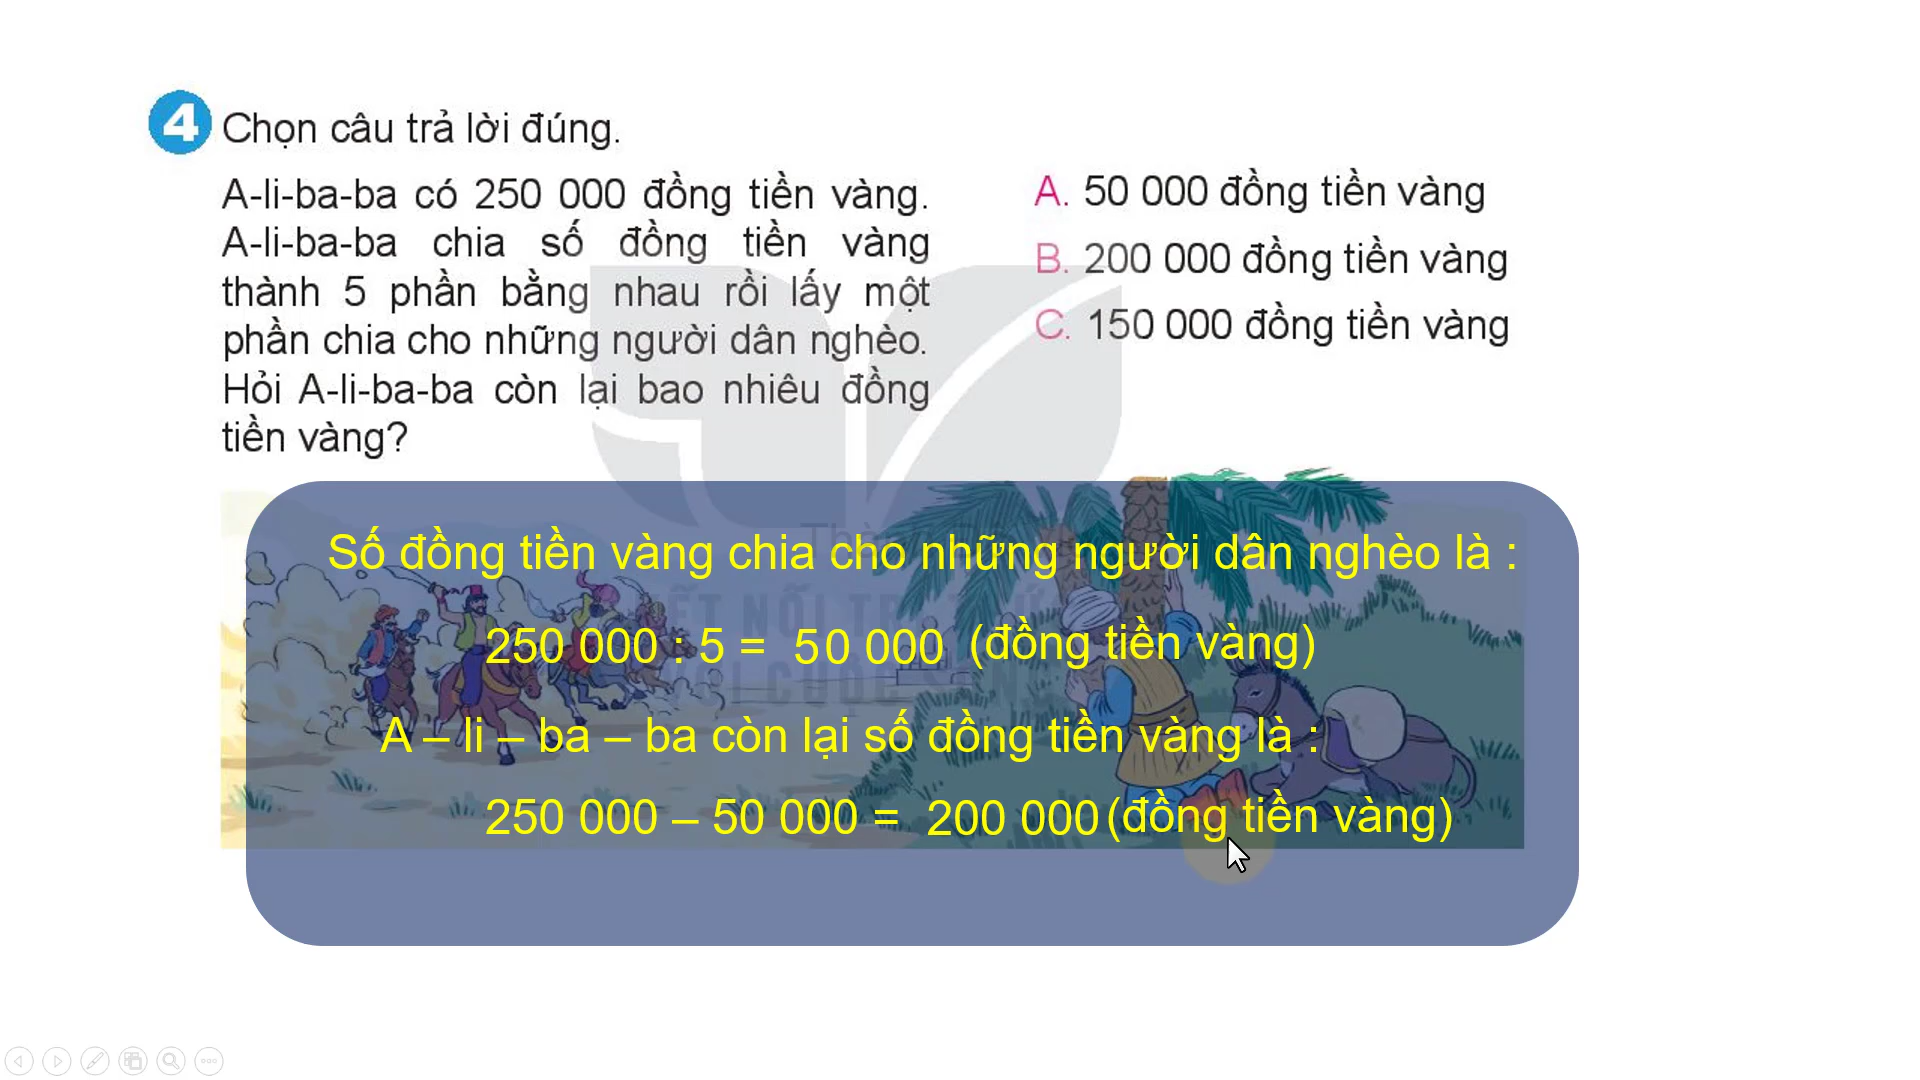 4 Chọn câu trả lời đúng.
A-li-ba-ba có 250 000 đồng tiền vàng.
A-li-ba-ba chia số đồng tiền vàng
thành 5 phần bằng nhau rồi lấy một
phần chia cho những người dân nghèo.
Hỏi A-li-ba-ba còn lại bao nhiêu đồng
tiền vàng?
A. 50 000 đồng tiền vàng
B. 200 000 đồng tiền vàng
C. 150 000 đồng tiền vàng
Số đồng tiền vàng chia cho những người dân nghèo là :
250 000 : 5 = 50 000 (đồng tiền vàng)
A – li – ba – ba còn lại số đồng tiền vàng là :
250 000 – 50 000 = 200 000 (đồng tiền vàng)